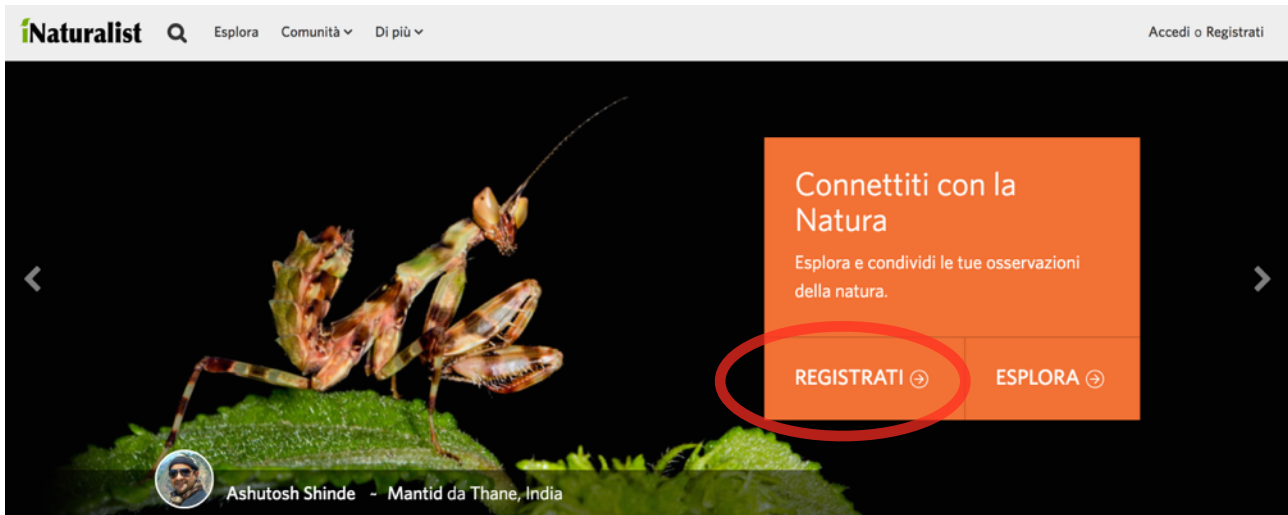 iNaturalist Esplora Comunità Di più Accedi o Registrati
Connettiti con la
Natura
Esplora e condividi le tue osservazioni
della natura.
REGISTRATI ESPLORA
Ashutosh Shinde ~ Mantid da Thane, India